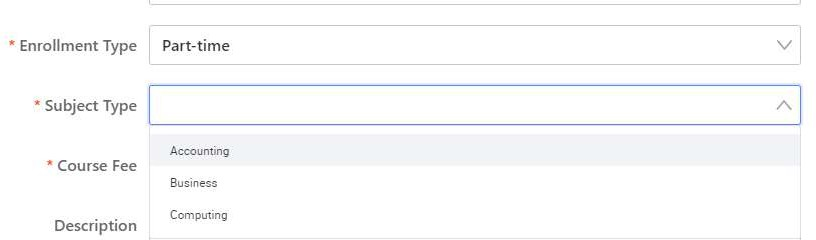 * Enrollment Type Part-time
* Subject Type
Accounting
* Course Fee
Business
Computing
Description